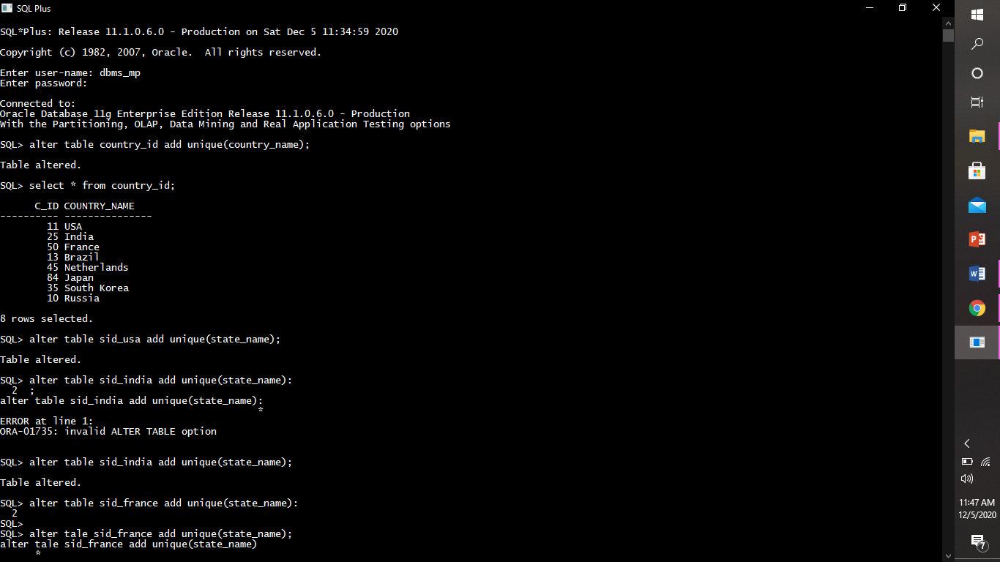 SQL Plus
SQL*Plus: Release 11.1.0.6.0 - Production on Sat Dec 5 11:34:59 2020
Copyright (c) 1982, 2007, Oracle.  All rights reserved.
Enter user-name: dbms_mp
Enter password:
Connected to:
Oracle Database 11g Enterprise Edition Release 11.1.0.6.0 - Production
With the Partitioning, OLAP, Data Mining and Real Application Testing options
SQL> alter table country_id add unique(country_name);
Table altered.
SQL> select * from country_id;
      C_ID COUNTRY_NAME
---------- ---------------
        11 USA
        25 India
        50 France
        13 Brazil
        45 Netherlands
        84 Japan
        35 South Korea
        10 Russia
8 rows selected.
SQL> alter table sid_usa add unique(state_name);
Table altered.
SQL> alter table sid_india add unique(state_name):
  2  ;
alter table sid_india add unique(state_name):
                                            *
ERROR at line 1:
ORA-01735: invalid ALTER TABLE option
SQL> alter table sid_india add unique(state_name);
Table altered.
SQL> alter table sid_france add unique(state_name):
  2
SQL>
SQL> alter tale sid_france add unique(state_name);
alter tale sid_france add unique(state_name)
      *
11:47 AM
12/5/2020
7